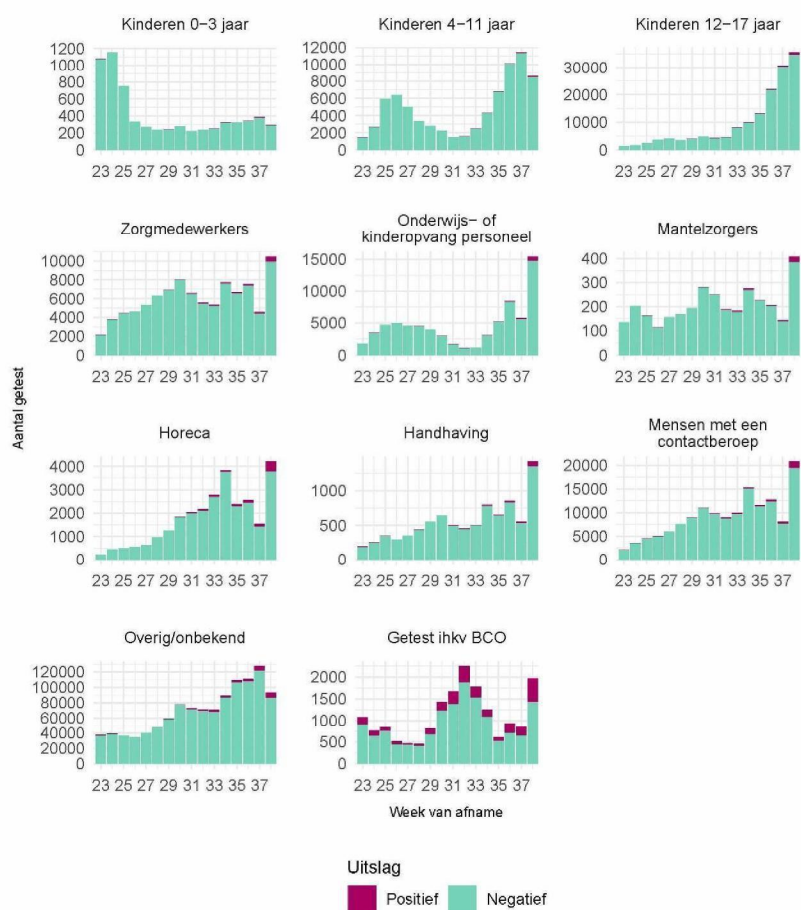 Kinderen 0−3 jaar
1200
1000
800
600
400
200
0
23 25 27 29 31 33 35 37
Kinderen 4−11 jaar
12000
10000
8000
6000
4000
2000
0
23 25 27 29 31 33 35 37
Kinderen 12−17 jaar
30000
20000
10000
0
23 25 27 29 31 33 35 37
Zorgmedewerkers
10000
8000
6000
4000
2000
0
23 25 27 29 31 33 35 37
Onderwijs− of
kinderopvang personeel
15000
10000
5000
0
23 25 27 29 31 33 35 37
Mantelzorgers
400
300
200
100
0
23 25 27 29 31 33 35 37
Aantal getest
Horeca
4000
3000
2000
1000
0
23 25 27 29 31 33 35 37
Handhaving
1000
500
0
23 25 27 29 31 33 35 37
Mensen met een
contactberoep
20000
15000
10000
5000
0
23 25 27 29 31 33 35 37
Overig/onbekend
120000
100000
80000
60000
40000
20000
0
23 25 27 29 31 33 35 37
Getest ihkv BCO
2000
1500
1000
500
0
23 25 27 29 31 33 35 37
Week van afname
Uitslag
Positief Negatief